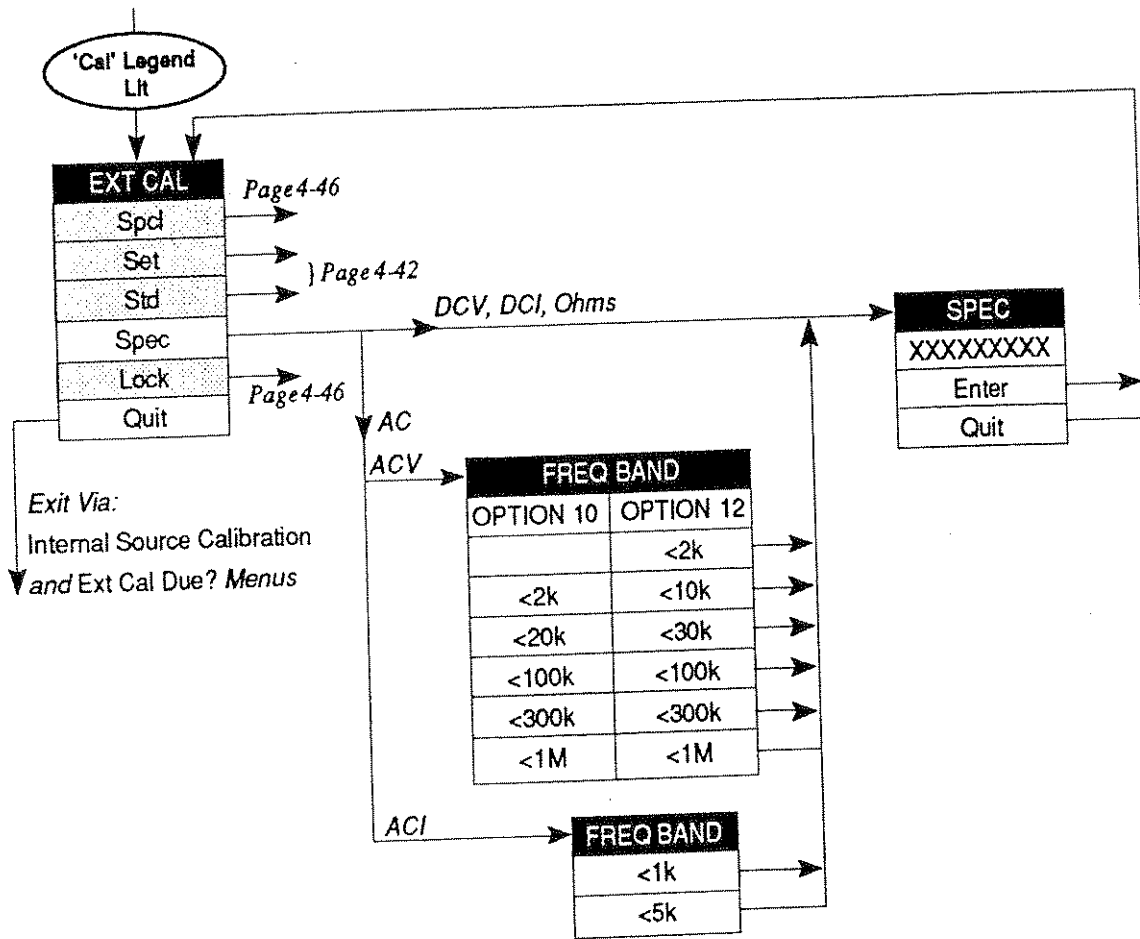 'Cal' Legend
Lit
EXT CAL
Spcl
Set
Std
Spec
Lock
Quit
Page 4-46
} Page 4-42
DCV, DCI, Ohms
Page 4-46
SPEC
XXXXXXXXX
Enter
Quit
AC
ACV
Exit Via:
Internal Source Calibration
and Ext Cal Due? Menus
FREQ BAND
OPTION 10 OPTION 12
<2k
<2k <10k
<20k <30k
<100k <100k
<300k <300k
<1M <1M
ACI
FREQ BAND
<1k
<5k